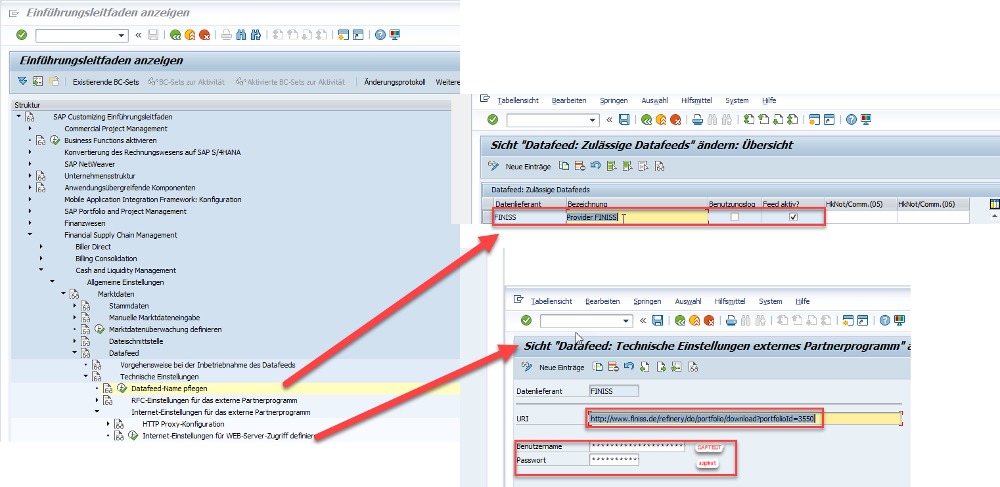 Einführungsleitfaden anzeigen
Einführungsleitfaden anzeigen
Existierende BC-Sets BC-Sets zur Aktivität Aktivierte BC-Sets zur Aktivität Änderungsprotokoll Weitere
Struktur
SAP Customizing Einführungsleitfaden
Commercial Project Management
Business Functions aktivieren
Konvertierung des Rechnungswesens auf SAP S/4HANA
SAP NetWeaver
Unternehmensstruktur
Anwendungsübergreifende Komponenten
Mobile Application Integration Framework: Konfiguration
SAP Portfolio and Project Management
Finanzwesen
Financial Supply Chain Management
Biller Direct
Billing Consolidation
Cash and Liquidity Management
Allgemeine Einstellungen
Marktdaten
Stammdaten
Manuelle Marktdateneingabe
Marktdatenüberwachung definieren
Dateischnittstelle
Datafeed
Vorgehensweise bei der Inbetriebnahme des Datafeeds
Technische Einstellungen
Datafeed-Name pflegen
RFC-Einstellungen für das externe Partnerprogramm
Internet-Einstellungen für das externe Partnerprogramm
HTTP Proxy-Konfiguration
Internet-Einstellungen für WEB-Server-Zugriff definiere
Tabellensicht Bearbeiten Springen Auswahl Hilfsmittel System Hilfe
Sicht "Datafeed: Zulässige Datafeeds" ändern: Übersicht
Neue Einträge
Datafeed: Zulässige Datafeeds
Datenlieferant Bezeichnung Benutzungslog Feed aktiv? HkNot/Comm.(05) HkNot/Comm.(06)
FINISS Provider FINISS
Tabellensicht Bearbeiten Springen Auswahl Hilfsmittel System Hilfe
Sicht "Datafeed: Technische Einstellungen externes Partnerprogramm" ä
Neue Einträge
Datenlieferant FINISS
URI http://www.finiss.de/refinery/do/portfolio/download?portfolioId=3550
Benutzername ******************** SAPTEST
Passwort ********** saptest